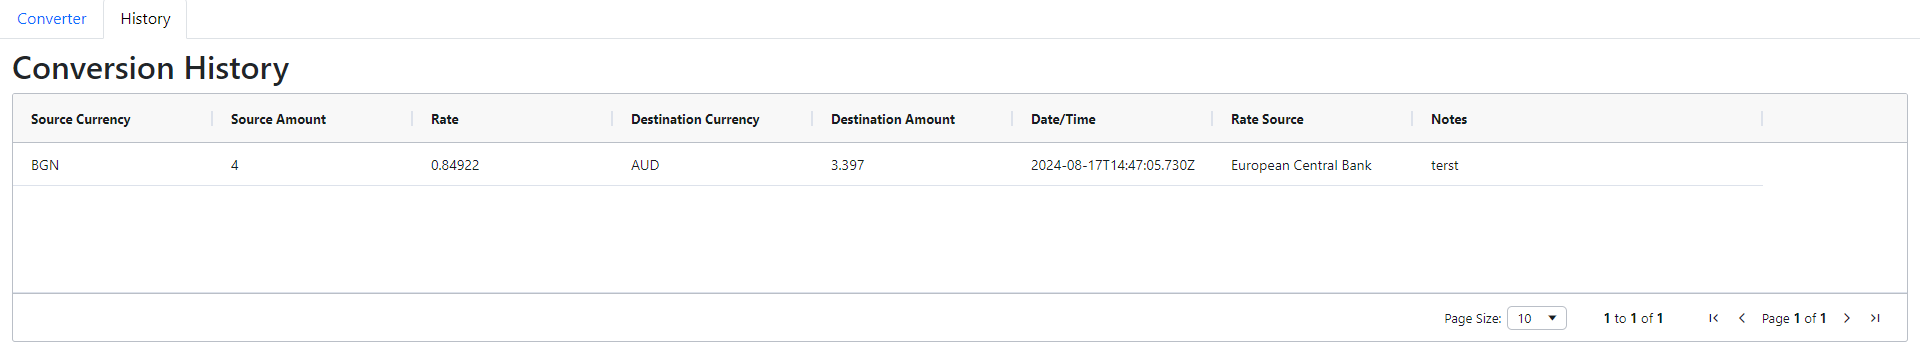 Converter History
Conversion History
Source Currency Source Amount Rate Destination Currency Destination Amount Date/Time Rate Source Notes
BGN 4 0.84922 AUD 3.397 2024-08-17T14:47:05.730Z European Central Bank terst
Page Size: 10 1 to 1 of 1 Page 1 of 1